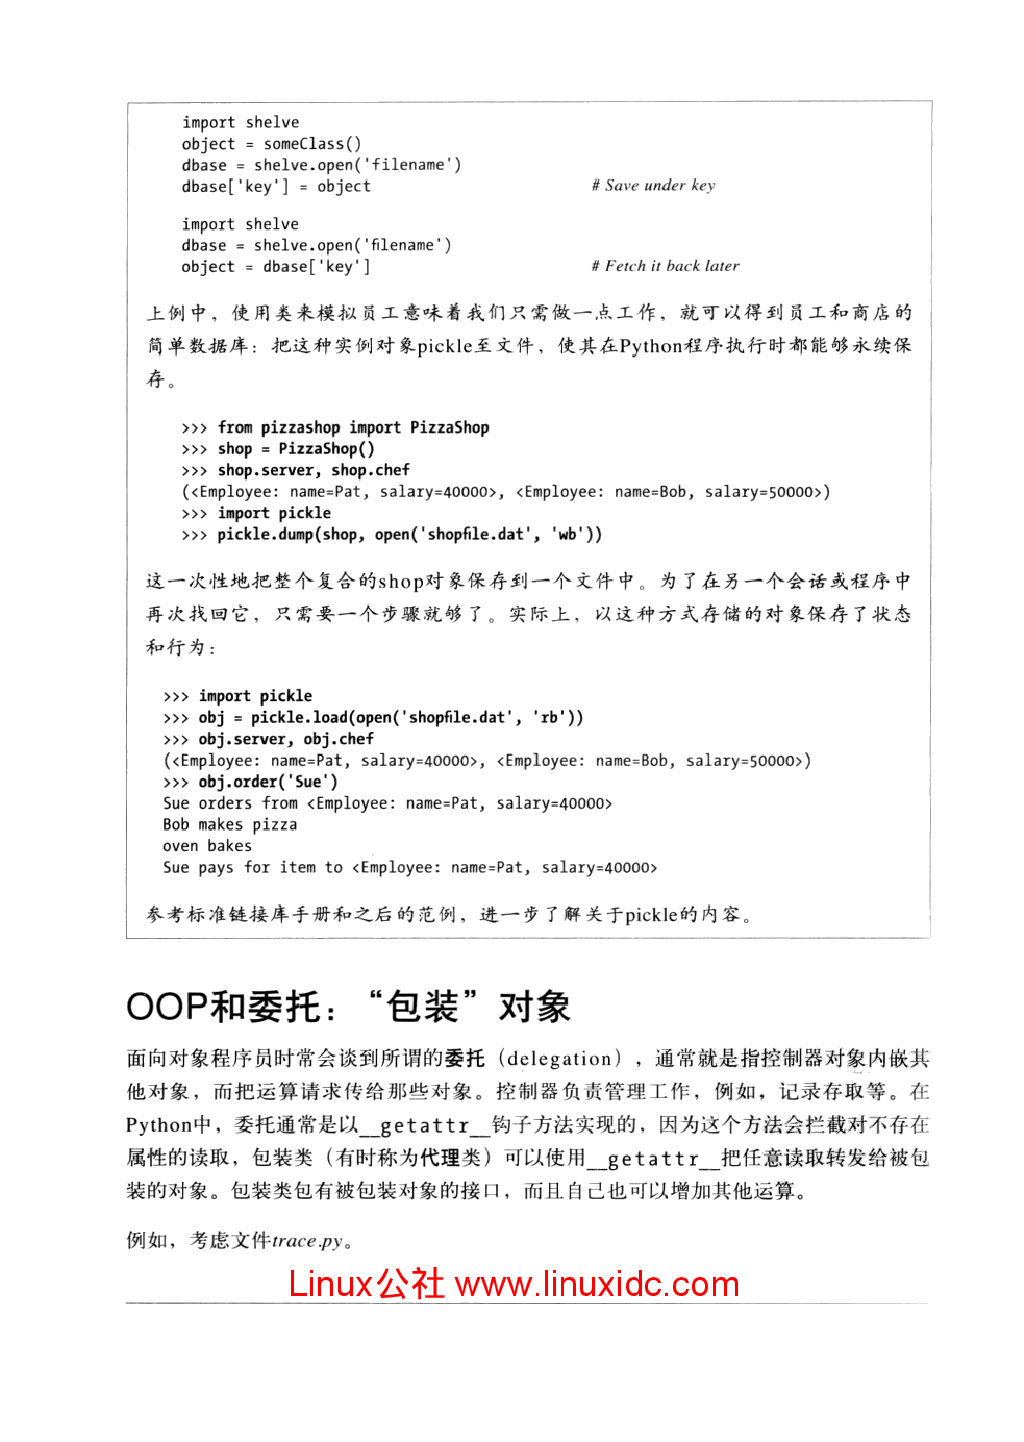 import shelve
object = someClass()
dbase = shelve.open('filename')
dbase['key'] = object # Save under key
import shelve
dbase = shelve.open('filename')
object = dbase['key'] # Fetch it back later
上例中，使用类来模拟员工意味着我们只需做一点工作，就可以得到员工和商店的
简单数据库：把这种实例对象pickle至文件，使其在Python程序执行时都能够永续保
存。
>>> from pizzashop import PizzaShop
>>> shop = PizzaShop()
>>> shop.server, shop.chef
(<Employee: name=Pat, salary=40000>, <Employee: name=Bob, salary=50000>)
>>> import pickle
>>> pickle.dump(shop, open('shopfile.dat', 'wb'))
这一次性地把整个复合的shop对象保存到一个文件中。为了在另一个会话或程序中
再次找回它，只需要一个步骤就够了。实际上，以这种方式存储的对象保存了状态
和行为：
>>> import pickle
>>> obj = pickle.load(open('shopfile.dat', 'rb'))
>>> obj.server, obj.chef
(<Employee: name=Pat, salary=40000>, <Employee: name=Bob, salary=50000>)
>>> obj.order('Sue')
Sue orders from <Employee: name=Pat, salary=40000>
Bob makes pizza
oven bakes
Sue pays for item to <Employee: name=Pat, salary=40000>
参考标准链接库手册和之后的范例，进一步了解关于pickle的内容。
OOP和委托：“包装”对象
面向对象程序员时常会谈到所谓的委托（delegation），通常就是指控制器对象内嵌其
他对象，而把运算请求传给那些对象。控制器负责管理工作，例如，记录存取等。在
Python中，委托通常是以__getattr__钩子方法实现的，因为这个方法会拦截对不存在
属性的读取，包装类（有时称为代理类）可以使用__getattr__把任意读取转发给被包
装的对象。包装类包有被包装对象的接口，而且自己也可以增加其他运算。
例如，考虑文件trace.py。
Linux公社 www.linuxidc.com